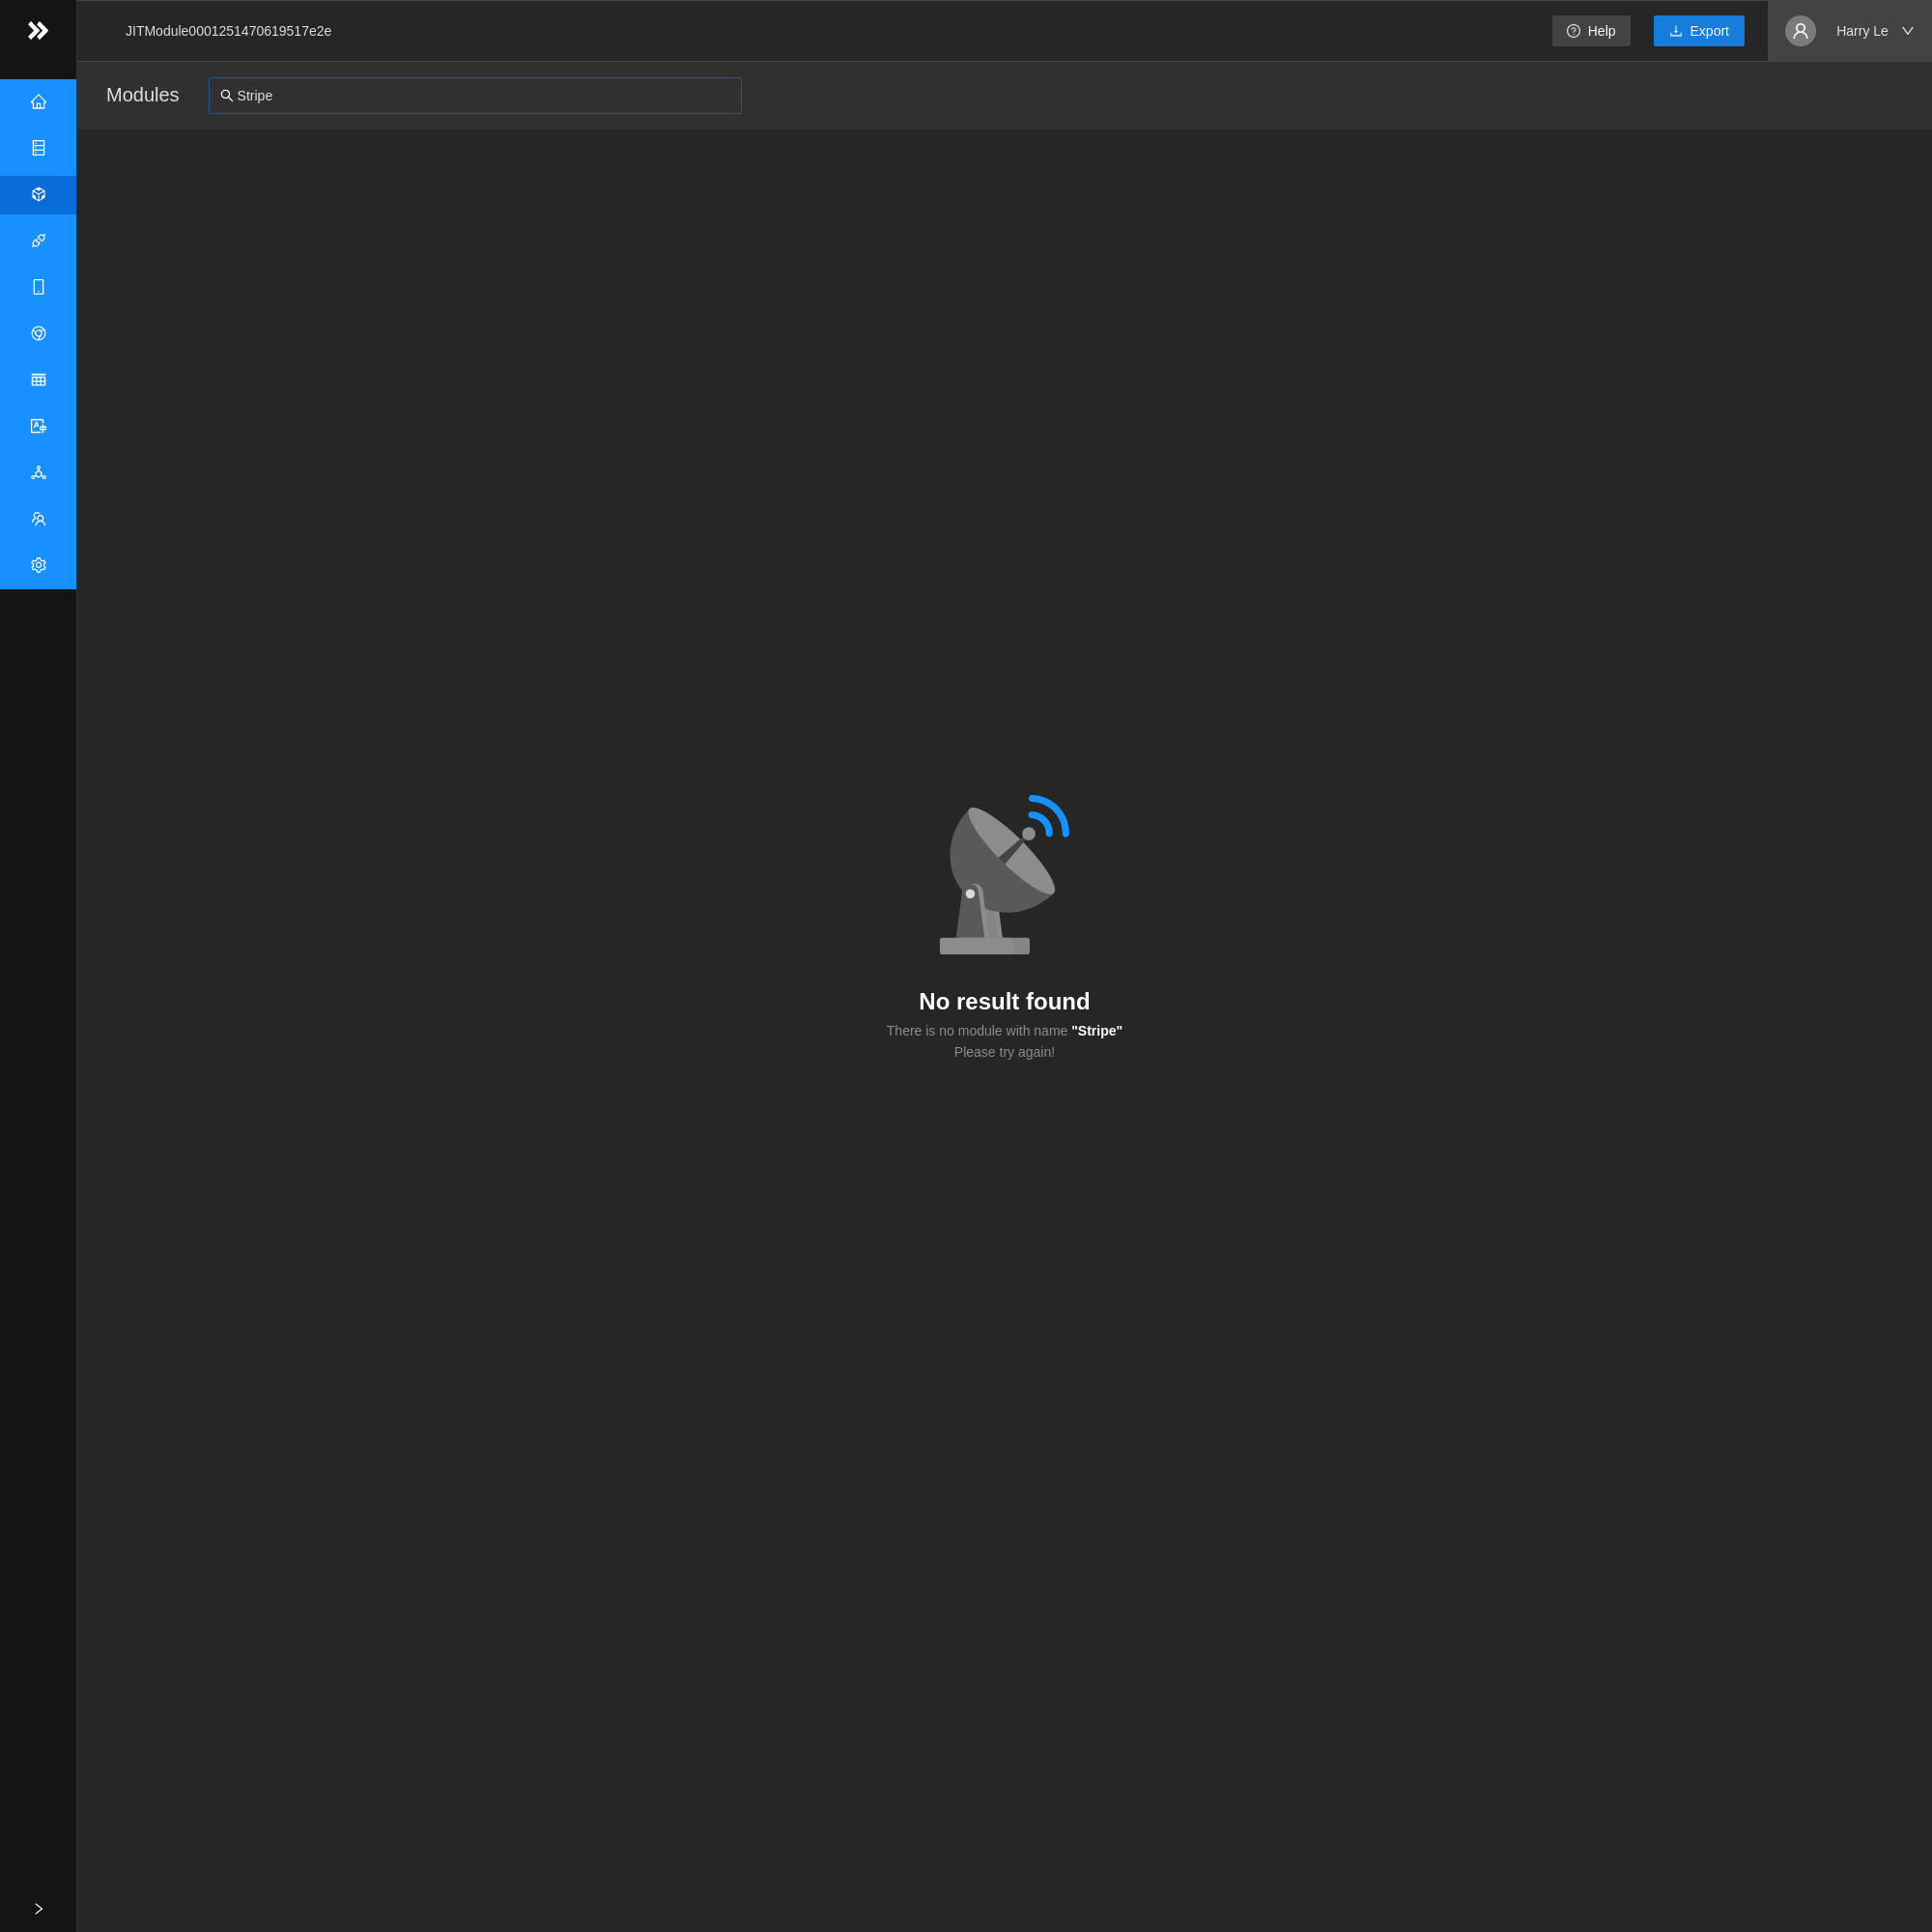 JITModule0001251470619517e2e
Help
Export
Harry Le
Modules
Stripe
No result found
There is no module with name "Stripe"
Please try again!